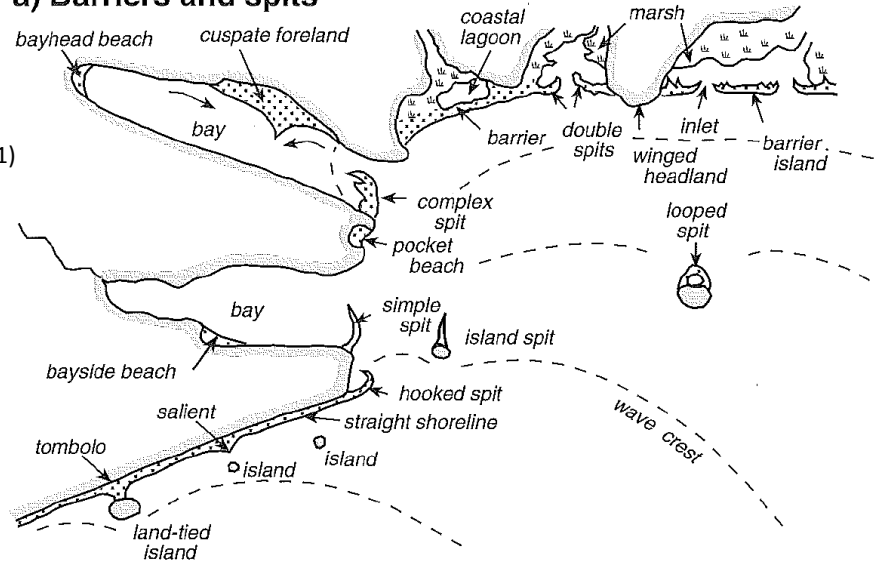 a) Barriers and spits
bayhead beach
cuspate foreland
coastal
lagoon
marsh
bay
barrier
double
spits
inlet
winged
headland
barrier
island
1)
complex
spit
pocket
beach
looped
spit
bay
simple
spit
island spit
bayside beach
hooked spit
salient
straight shoreline
wave crest
tombolo
island
island
land-tied
island